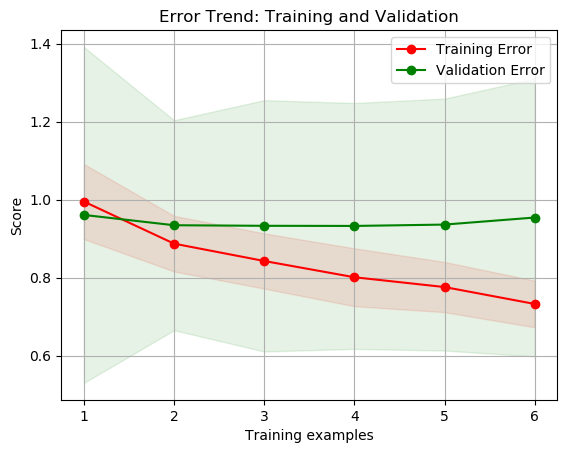 Error Trend: Training and Validation
Training Error
Validation Error
Score
1.4
1.2
1.0
0.8
0.6
1 2 3 4 5 6
Training examples